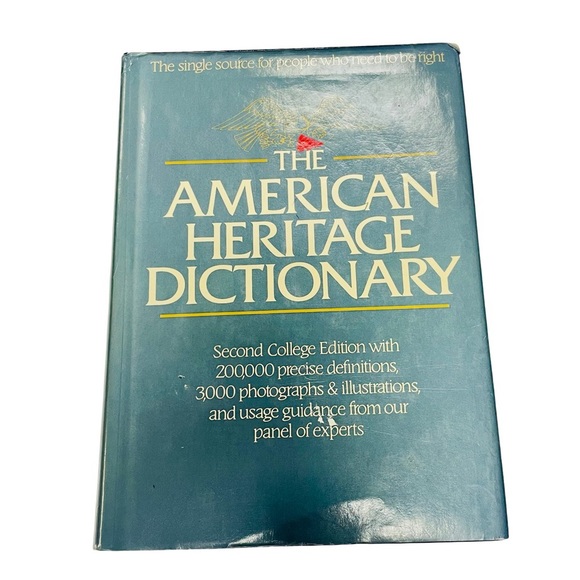 The single source for people who need to be right
THE
AMERICAN
HERITAGE
DICTIONARY
Second College Edition with
200,000 precise definitions,
3,000 photographs & illustrations,
and usage guidance from our
panel of experts